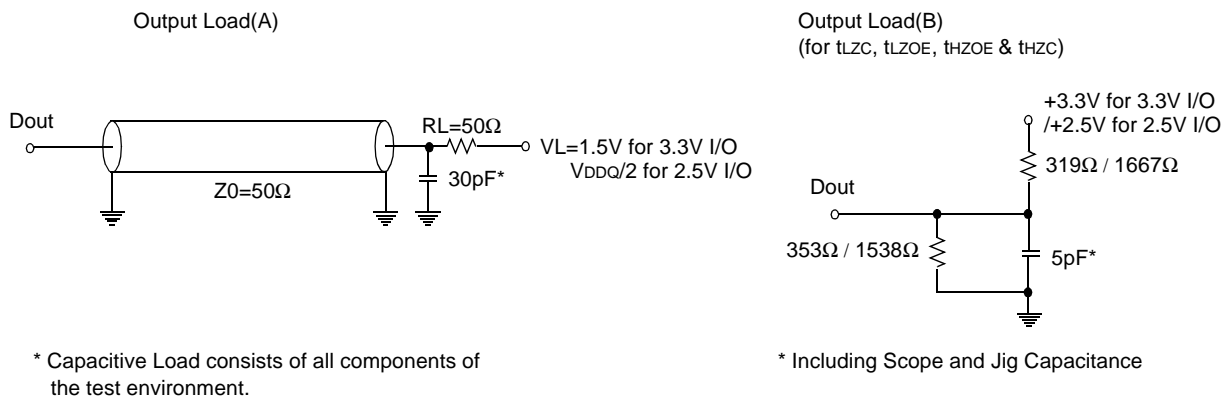 Output Load(A)
Dout
RL=50Ω
VL=1.5V for 3.3V I/O
VDDQ/2 for 2.5V I/O
30pF*
Z0=50Ω
* Capacitive Load consists of all components of
the test environment.
Output Load(B)
(for tLZC, tLZOE, tHZOE & tHZC)
+3.3V for 3.3V I/O
/+2.5V for 2.5V I/O
319Ω / 1667Ω
Dout
353Ω / 1538Ω
5pF*
* Including Scope and Jig Capacitance